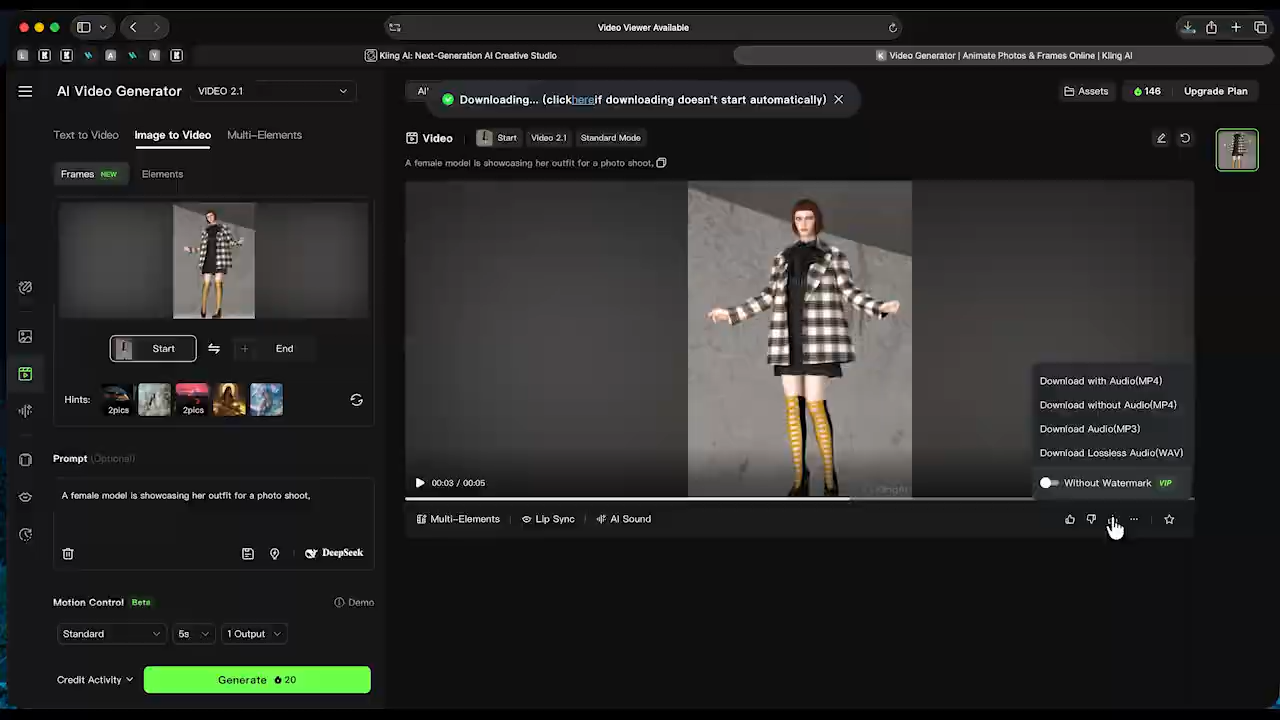 Video Viewer Available
L
A
Y
Kling AI: Next-Generation AI Creative Studio
K Video Generator | Animate Photos & Frames Online | Kling AI
AI Video Generator
VIDEO 2.1
Downloading... (click here if downloading doesn't start automatically)
Assets
146
Upgrade Plan
Text to Video
Image to Video
Multi-Elements
Video
Start
Video 2.1
Standard Mode
A female model is showcasing her outfit for a photo shoot,
Frames NEW
Elements
Start
End
Hints:
2pics
2pics
Download with Audio(MP4)
Download without Audio(MP4)
Download Audio(MP3)
Download Lossless Audio(WAV)
Without Watermark VIP
00:03 / 00:05
KlingAI
Multi-Elements
Lip Sync
AI Sound
Prompt (Optional)
A female model is showcasing her outfit for a photo shoot,
DeepSeek
Motion Control Beta
Demo
Standard
5s
1 Output
Credit Activity
Generate 20